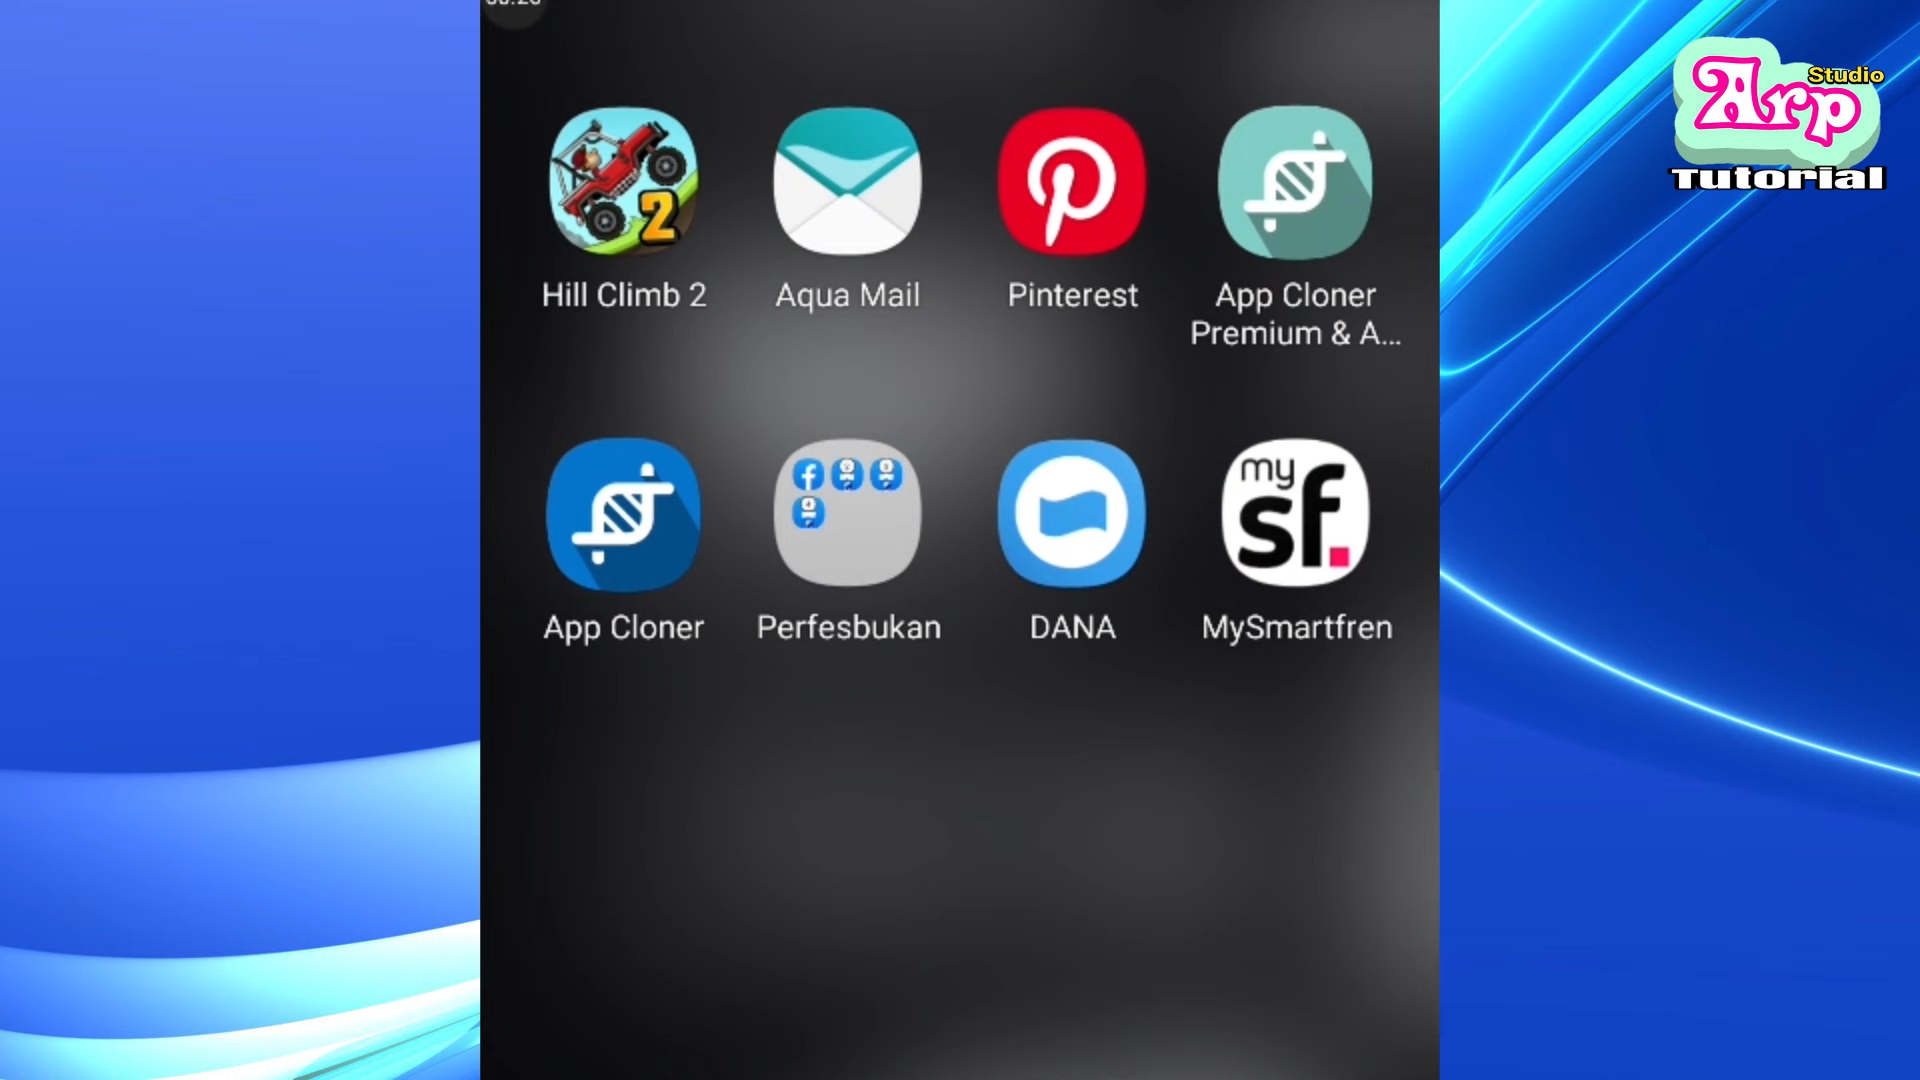 Studio
Arp
Tutorial
2
Hill Climb 2
Aqua Mail
Pinterest
App Cloner
Premium & A...
my
sf.
App Cloner
Perfesbukan
DANA
MySmartfren